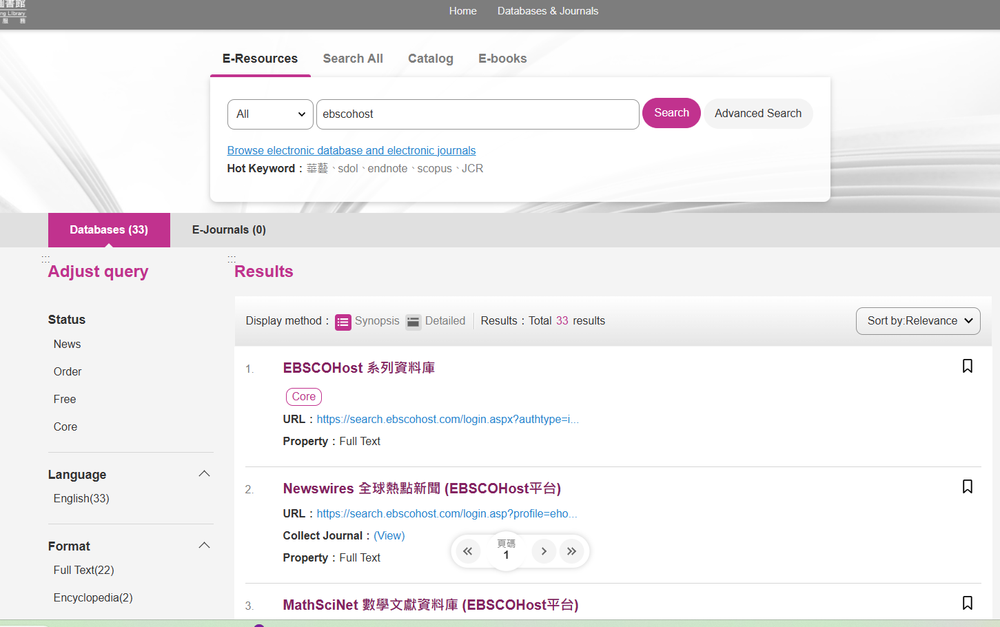 圖書館
ng Library
服 務
Home Databases & Journals
E-Resources Search All Catalog E-books
All ebscohost Search Advanced Search
Browse electronic database and electronic journals
Hot Keyword：華藝、sdol、endnote、scopus、JCR
Databases (33) E-Journals (0)
:::
Adjust query
Status
News
Order
Free
Core
Language
English(33)
Format
Full Text(22)
Encyclopedia(2)
:::
Results
Display method： Synopsis Detailed Results：Total 33 results Sort by:Relevance
1. EBSCOHost 系列資料庫
Core
URL：https://search.ebscohost.com/login.aspx?authtype=i...
Property：Full Text
2. Newswires 全球熱點新聞 (EBSCOHost平台)
URL：https://search.ebscohost.com/login.asp?profile=eho...
Collect Journal：(View)
Property：Full Text
頁碼
1
3. MathSciNet 數學文獻資料庫 (EBSCOHost平台)